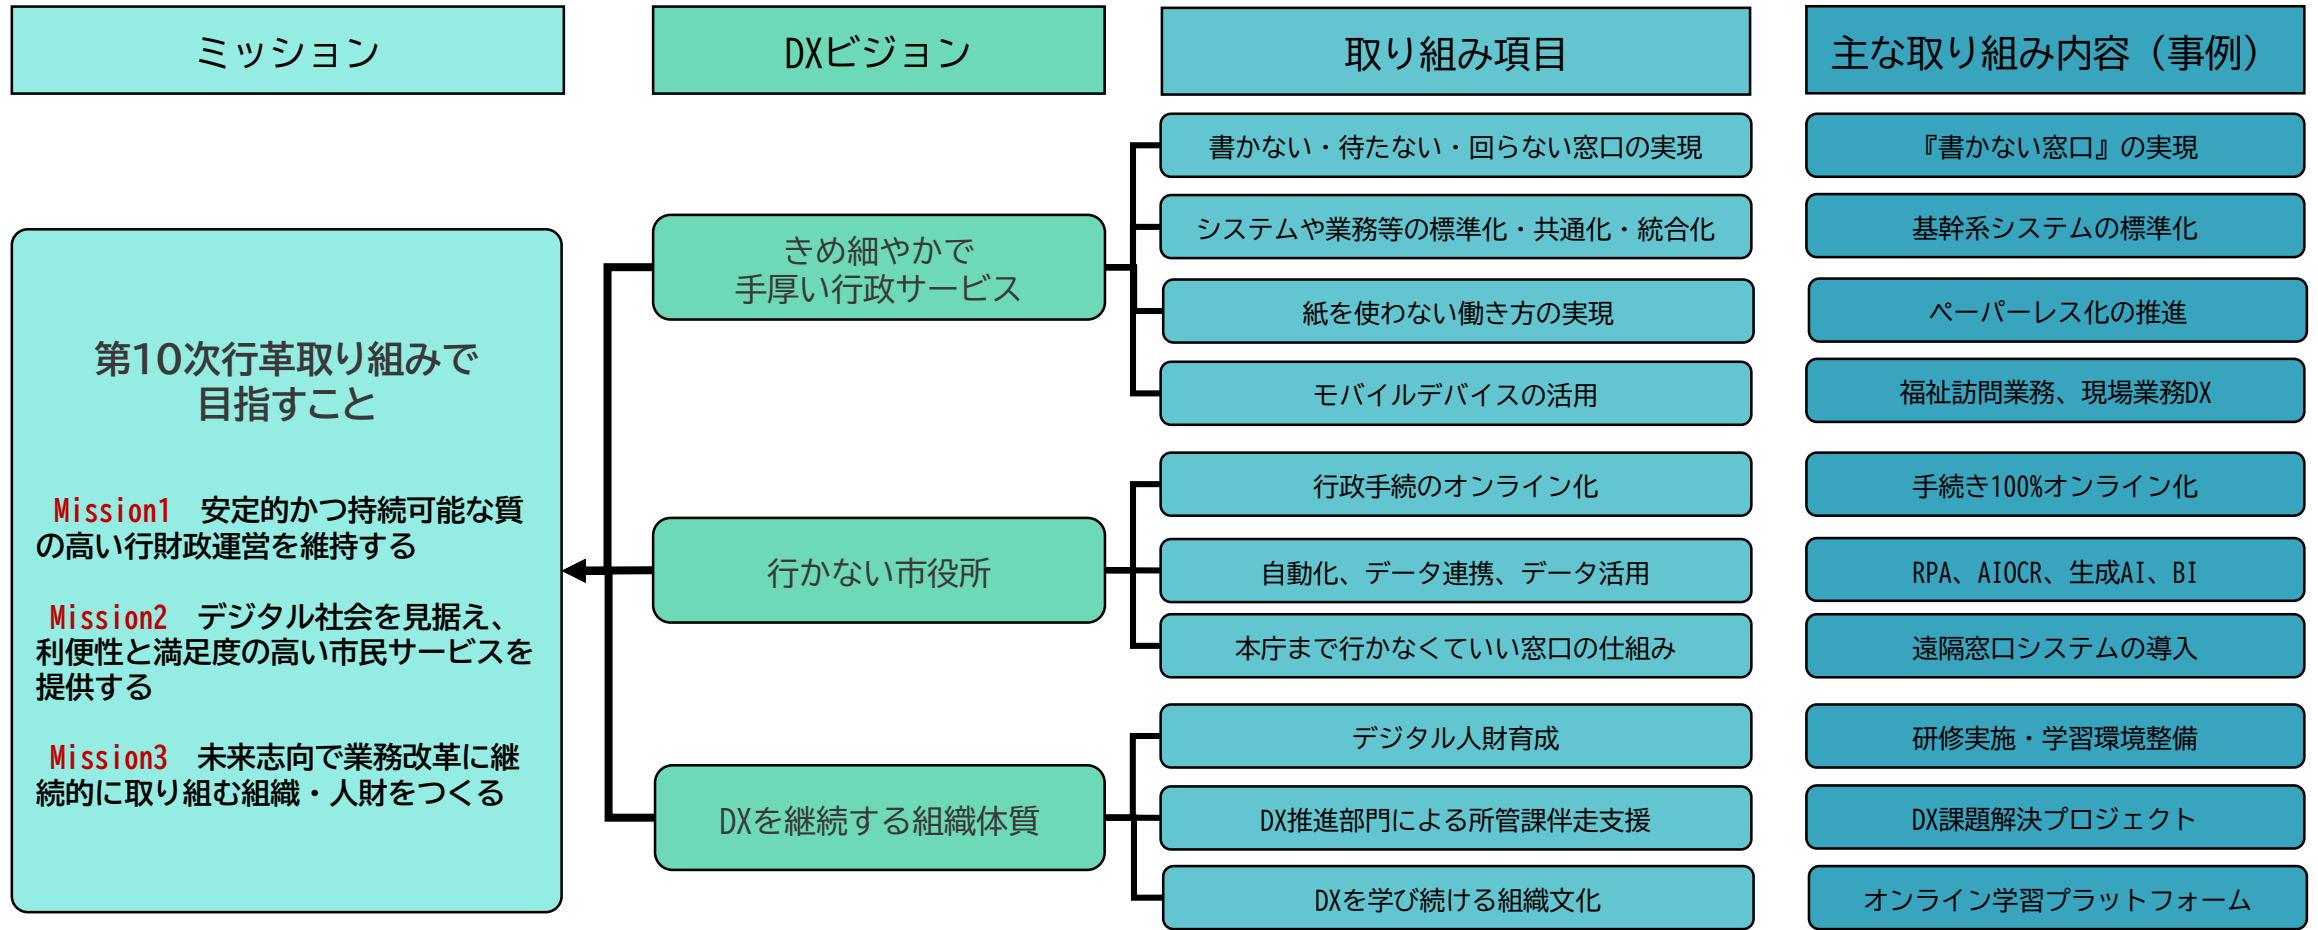 ミッション
DXビジョン
取り組み項目
主な取り組み内容（事例）
第10次行革取り組みで
目指すこと
Mission1　安定的かつ持続可能な質
の高い行財政運営を維持する
Mission2　デジタル社会を見据え、
利便性と満足度の高い市民サービスを
提供する
Mission3　未来志向で業務改革に継
続的に取り組む組織・人財をつくる
きめ細やかで
手厚い行政サービス
書かない・待たない・回らない窓口の実現
『書かない窓口』の実現
システムや業務等の標準化・共通化・統合化
基幹系システムの標準化
紙を使わない働き方の実現
ペーパーレス化の推進
モバイルデバイスの活用
福祉訪問業務、現場業務DX
行かない市役所
行政手続のオンライン化
手続き100%オンライン化
自動化、データ連携、データ活用
RPA、AIOCR、生成AI、BI
本庁まで行かなくていい窓口の仕組み
遠隔窓口システムの導入
DXを継続する組織体質
デジタル人財育成
研修実施・学習環境整備
DX推進部門による所管課伴走支援
DX課題解決プロジェクト
DXを学び続ける組織文化
オンライン学習プラットフォーム